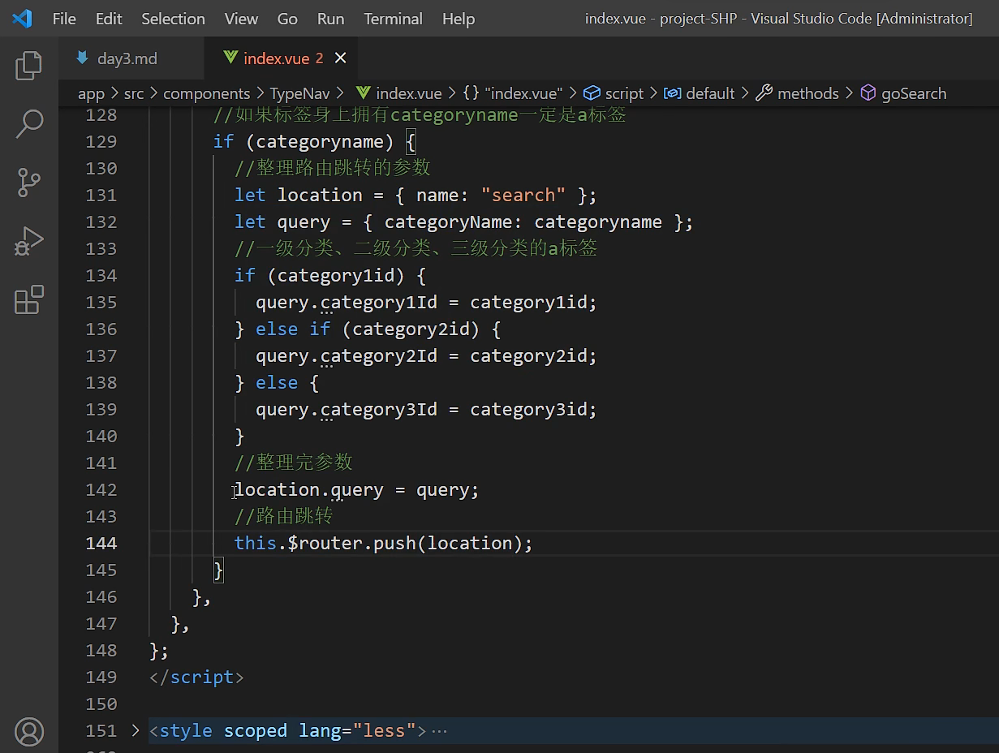 File Edit Selection View Go Run Terminal Help index.vue - project-SHP - Visual Studio Code [Administrator]
day3.md index.vue 2
app > src > components > TypeNav > index.vue > {} "index.vue" > script > default > methods > goSearch
128 //如果标签身上拥有categoryname一定是a标签
129 if (categoryname) {
130 //整理路由跳转的参数
131 let location = { name: "search" };
132 let query = { categoryName: categoryname };
133 //一级分类、二级分类、三级分类的a标签
134 if (category1id) {
135 query.category1Id = category1id;
136 } else if (category2id) {
137 query.category2Id = category2id;
138 } else {
139 query.category3Id = category3id;
140 }
141 //整理完参数
142 location.query = query;
143 //路由跳转
144 this.$router.push(location);
145 }
146 },
147 },
148 };
149 </script>
150
151 > <style scoped lang="less">···